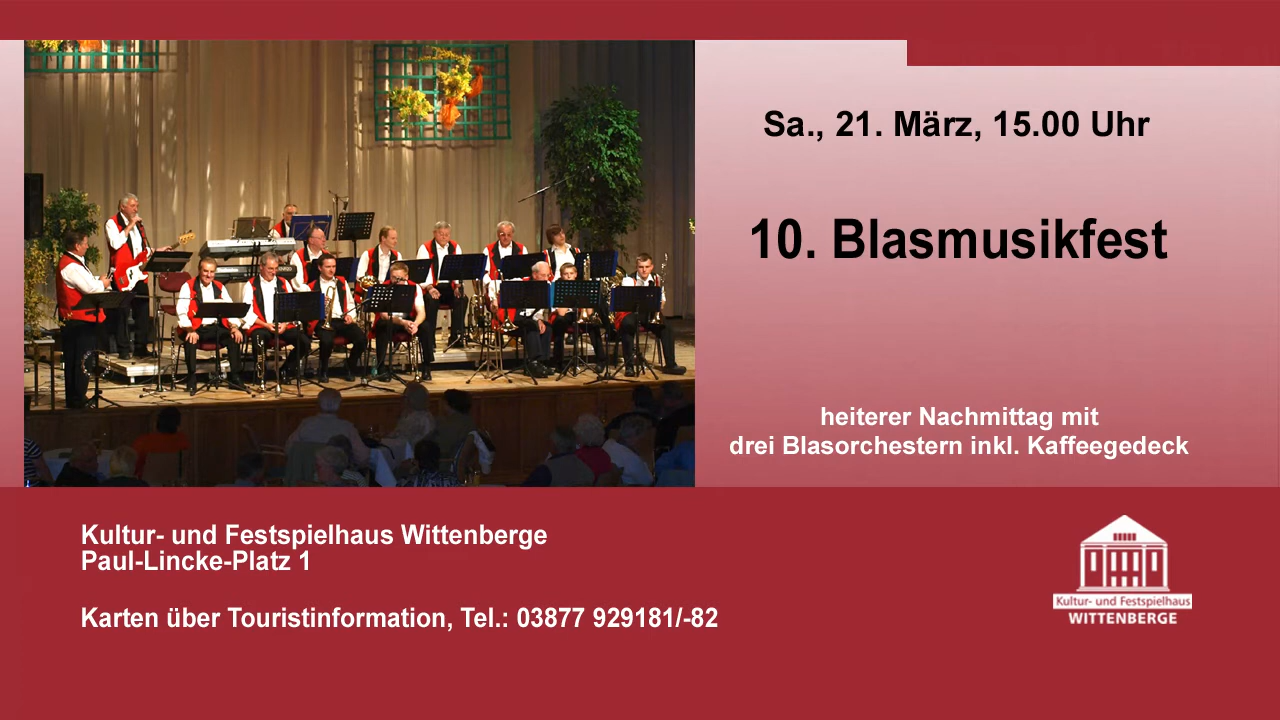 Sa., 21. März, 15.00 Uhr
10. Blasmusikfest
heiterer Nachmittag mit
drei Blasorchestern inkl. Kaffeegedeck
Kultur- und Festspielhaus Wittenberge
Paul-Lincke-Platz 1
Karten über Touristinformation, Tel.: 03877 929181/-82
Kultur- und Festspielhaus
WITTENBERGE